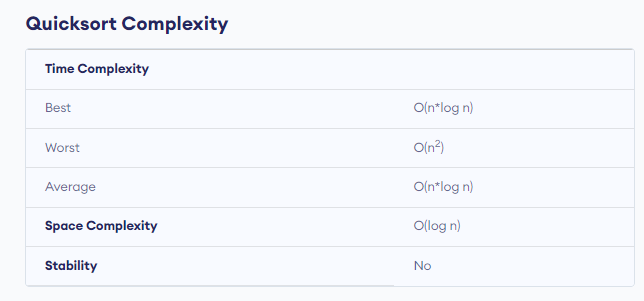 Quicksort Complexity
Time Complexity
Best O(n*log n)
Worst O(n²)
Average O(n*log n)
Space Complexity O(log n)
Stability No